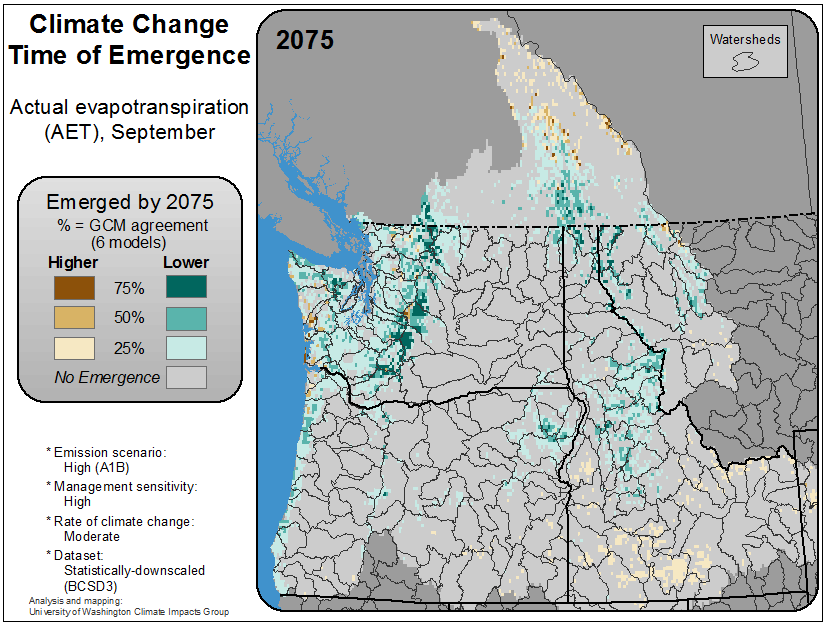 Climate Change
Time of Emergence
Actual evapotranspiration
(AET), September
Emerged by 2075
% = GCM agreement
(6 models)
Higher Lower
75%
50%
25%
No Emergence
* Emission scenario:
High (A1B)
* Management sensitivity:
High
* Rate of climate change:
Moderate
* Dataset:
Statistically-downscaled
(BCSD3)
Analysis and mapping:
University of Washington Climate Impacts Group
2075
Watersheds